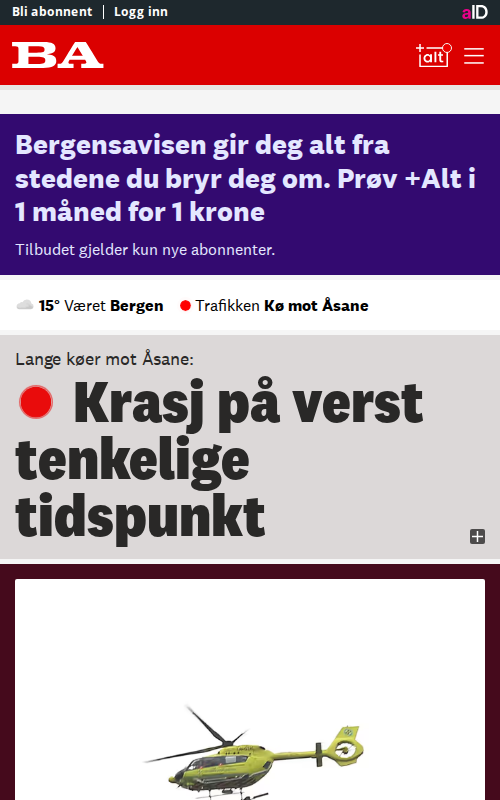 Bli abonnent | Logg inn
aID
BA
+alt
Bergensavisen gir deg alt fra
stedene du bryr deg om. Prøv +Alt i
1 måned for 1 krone
Tilbudet gjelder kun nye abonnenter.
15° Været Bergen Trafikken Kø mot Åsane
Lange køer mot Åsane:
Krasj på verst
tenkelige
tidspunkt